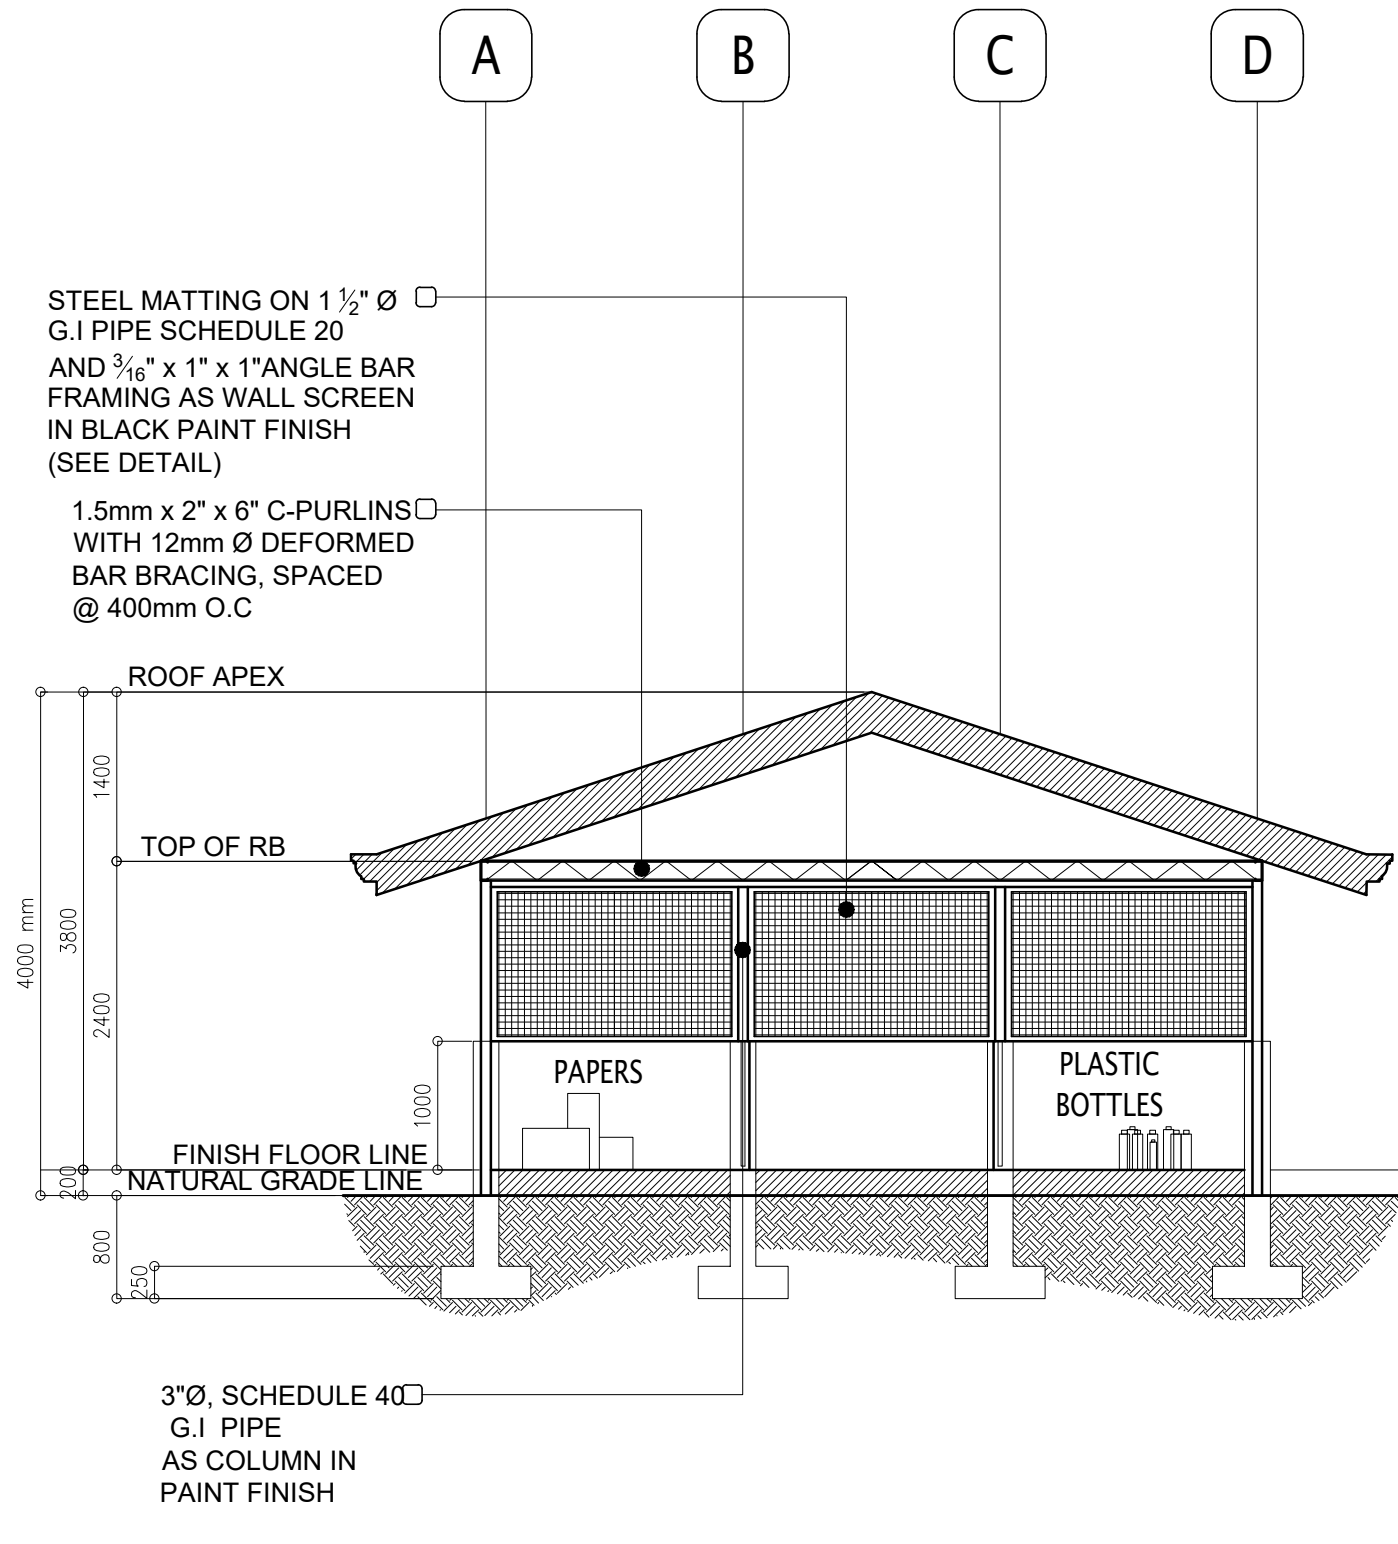 A
B
C
D
STEEL MATTING ON 1 ½" Ø
G.I PIPE SCHEDULE 20
AND 3⁄16" x 1" x 1"ANGLE BAR
FRAMING AS WALL SCREEN
IN BLACK PAINT FINISH
(SEE DETAIL)
1.5mm x 2" x 6" C-PURLINS
WITH 12mm Ø DEFORMED
BAR BRACING, SPACED
@ 400mm O.C
ROOF APEX
1400
TOP OF RB
4000 mm
3800
2400
1000
PAPERS
PLASTIC
BOTTLES
FINISH FLOOR LINE
200
NATURAL GRADE LINE
800
250
3"Ø, SCHEDULE 40
G.I PIPE
AS COLUMN IN
PAINT FINISH